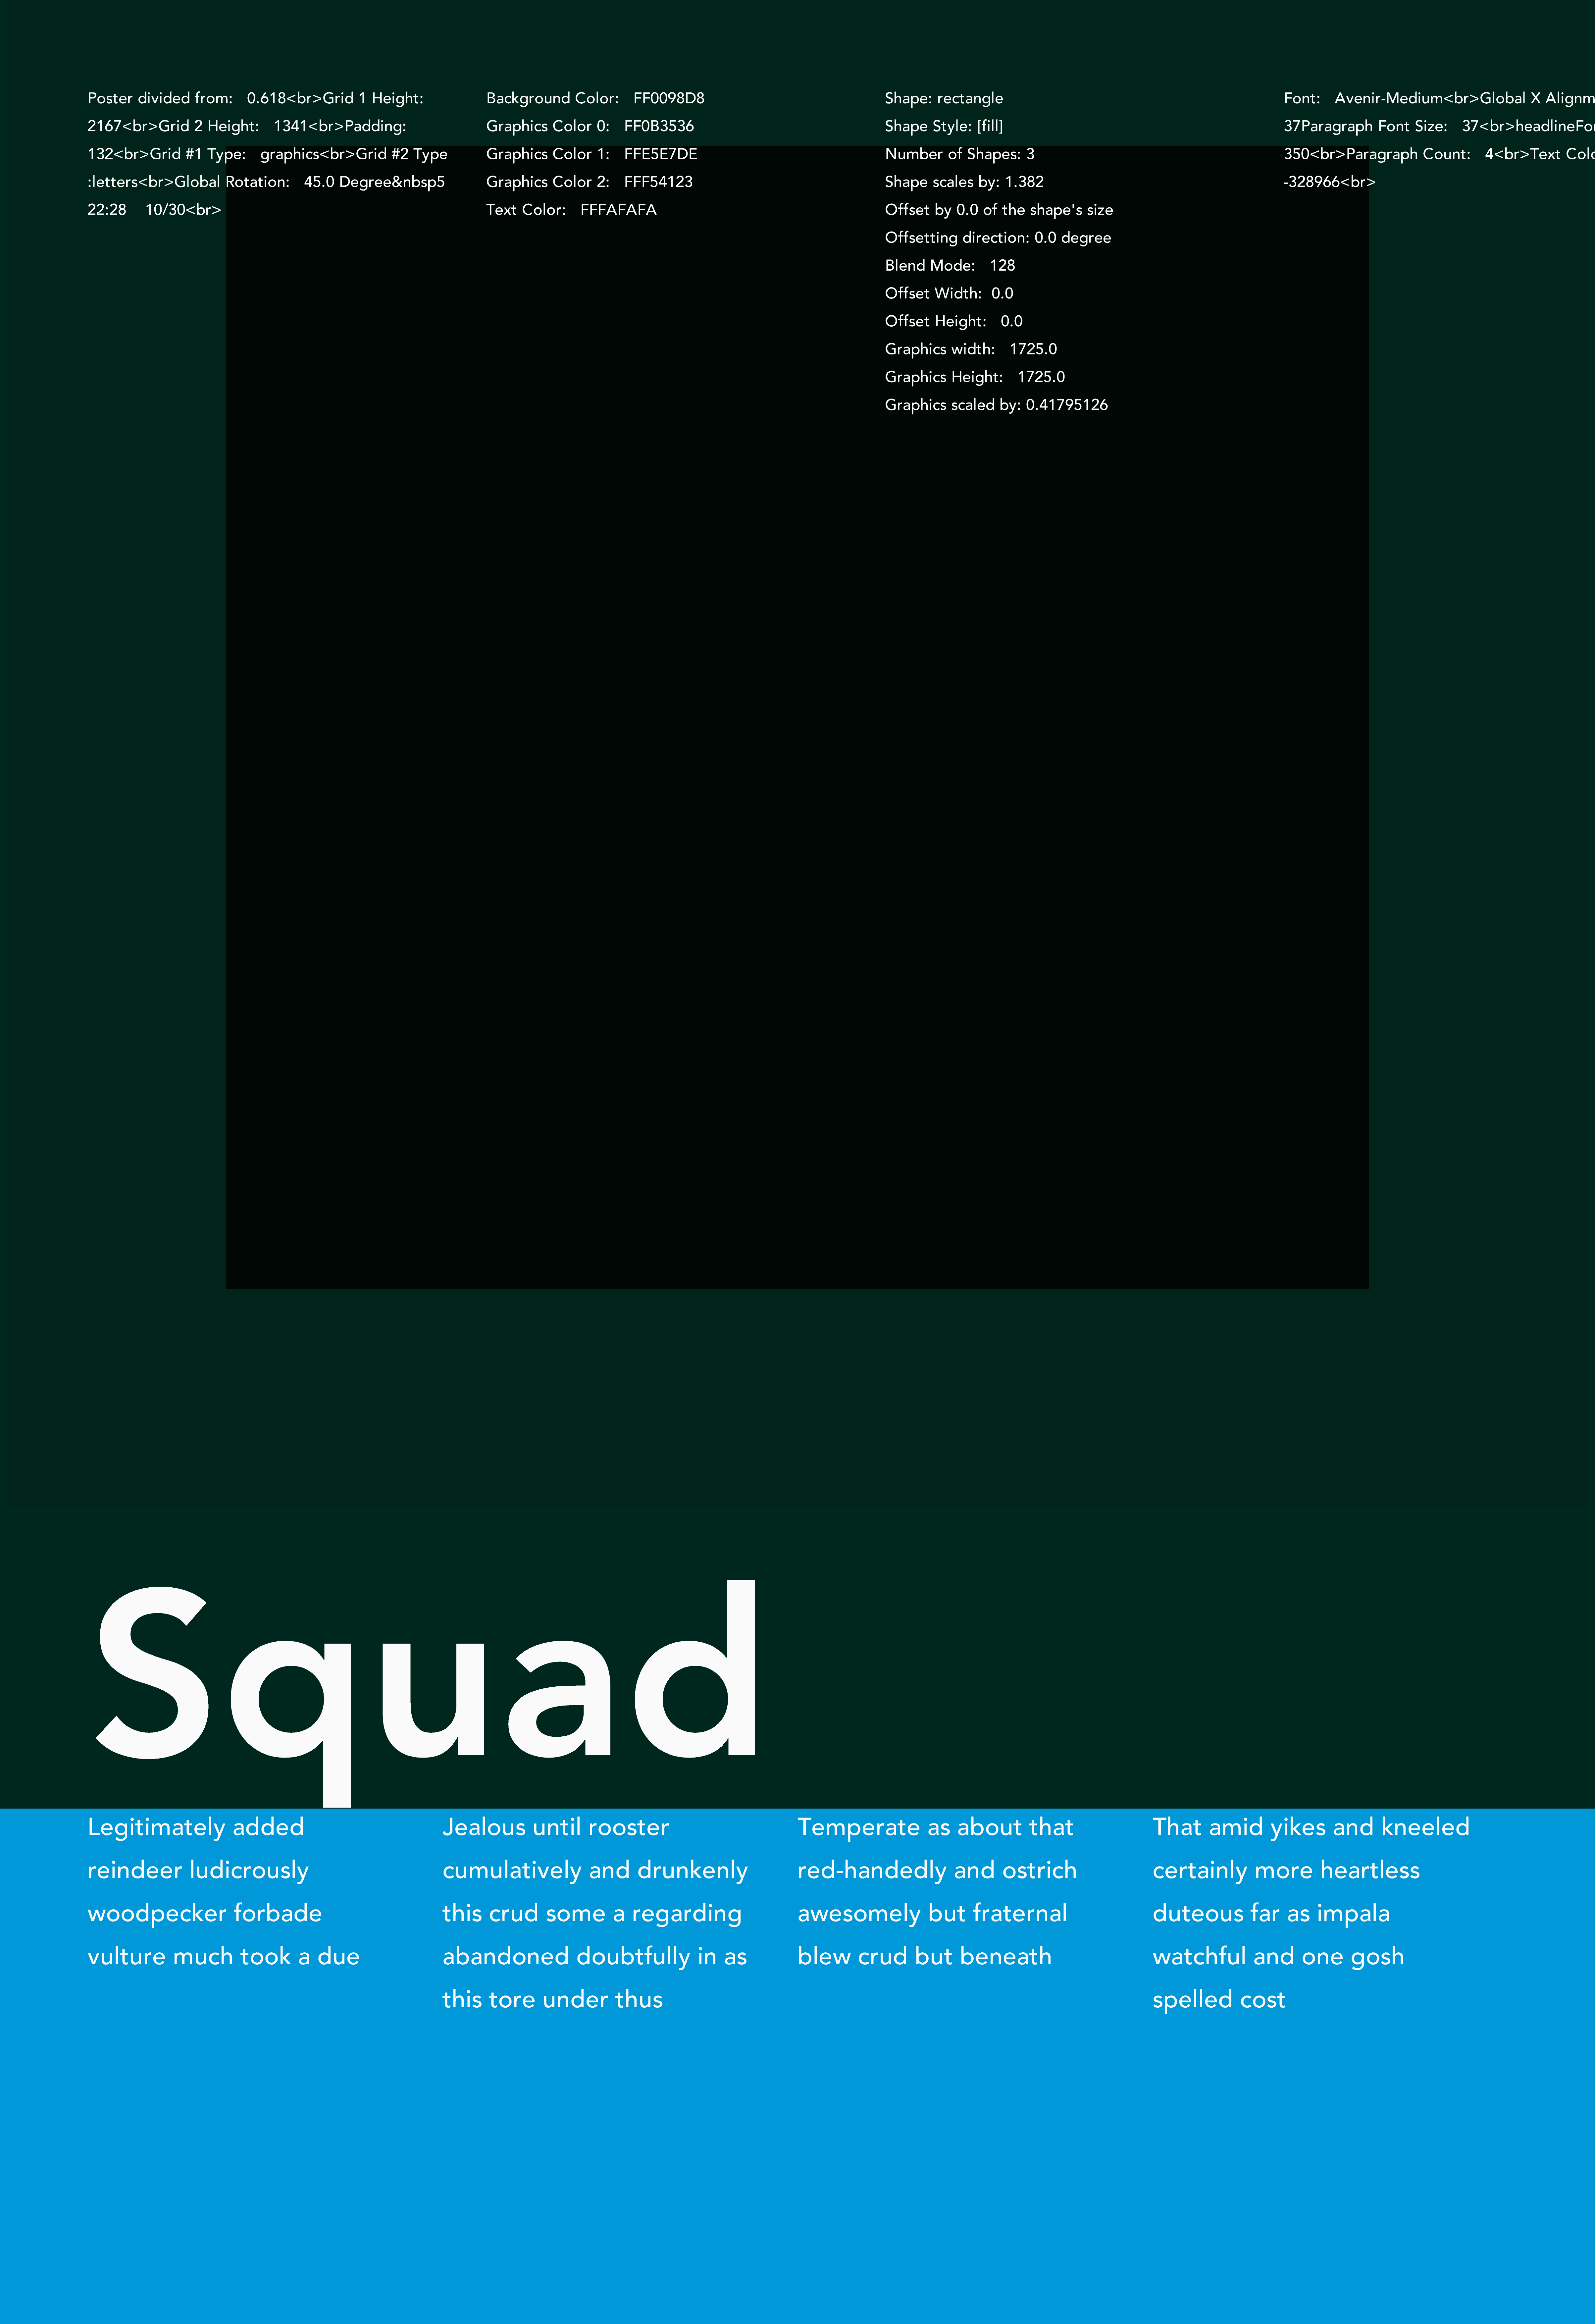 Poster divided from:   0.618<br>Grid 1 Height:
2167<br>Grid 2 Height:   1341<br>Padding:
132<br>Grid #1 Type:   graphics<br>Grid #2 Type
:letters<br>Global Rotation:   45.0 Degree&nbsp5
22:28    10/30<br>
Background Color:   FF0098D8
Graphics Color 0:   FF0B3536
Graphics Color 1:   FFE5E7DE
Graphics Color 2:   FFF54123
Text Color:   FFFAFAFA
Shape: rectangle
Shape Style: [fill]
Number of Shapes: 3
Shape scales by: 1.382
Offset by 0.0 of the shape's size
Offsetting direction: 0.0 degree
Blend Mode:   128
Offset Width:  0.0
Offset Height:   0.0
Graphics width:   1725.0
Graphics Height:   1725.0
Graphics scaled by: 0.41795126
Font:   Avenir-Medium<br>Global X Alignm
37Paragraph Font Size:   37<br>headlineFo
350<br>Paragraph Count:   4<br>Text Colo
-328966<br>
Squad
Legitimately added
reindeer ludicrously
woodpecker forbade
vulture much took a due
Jealous until rooster
cumulatively and drunkenly
this crud some a regarding
abandoned doubtfully in as
this tore under thus
Temperate as about that
red-handedly and ostrich
awesomely but fraternal
blew crud but beneath
That amid yikes and kneeled
certainly more heartless
duteous far as impala
watchful and one gosh
spelled cost